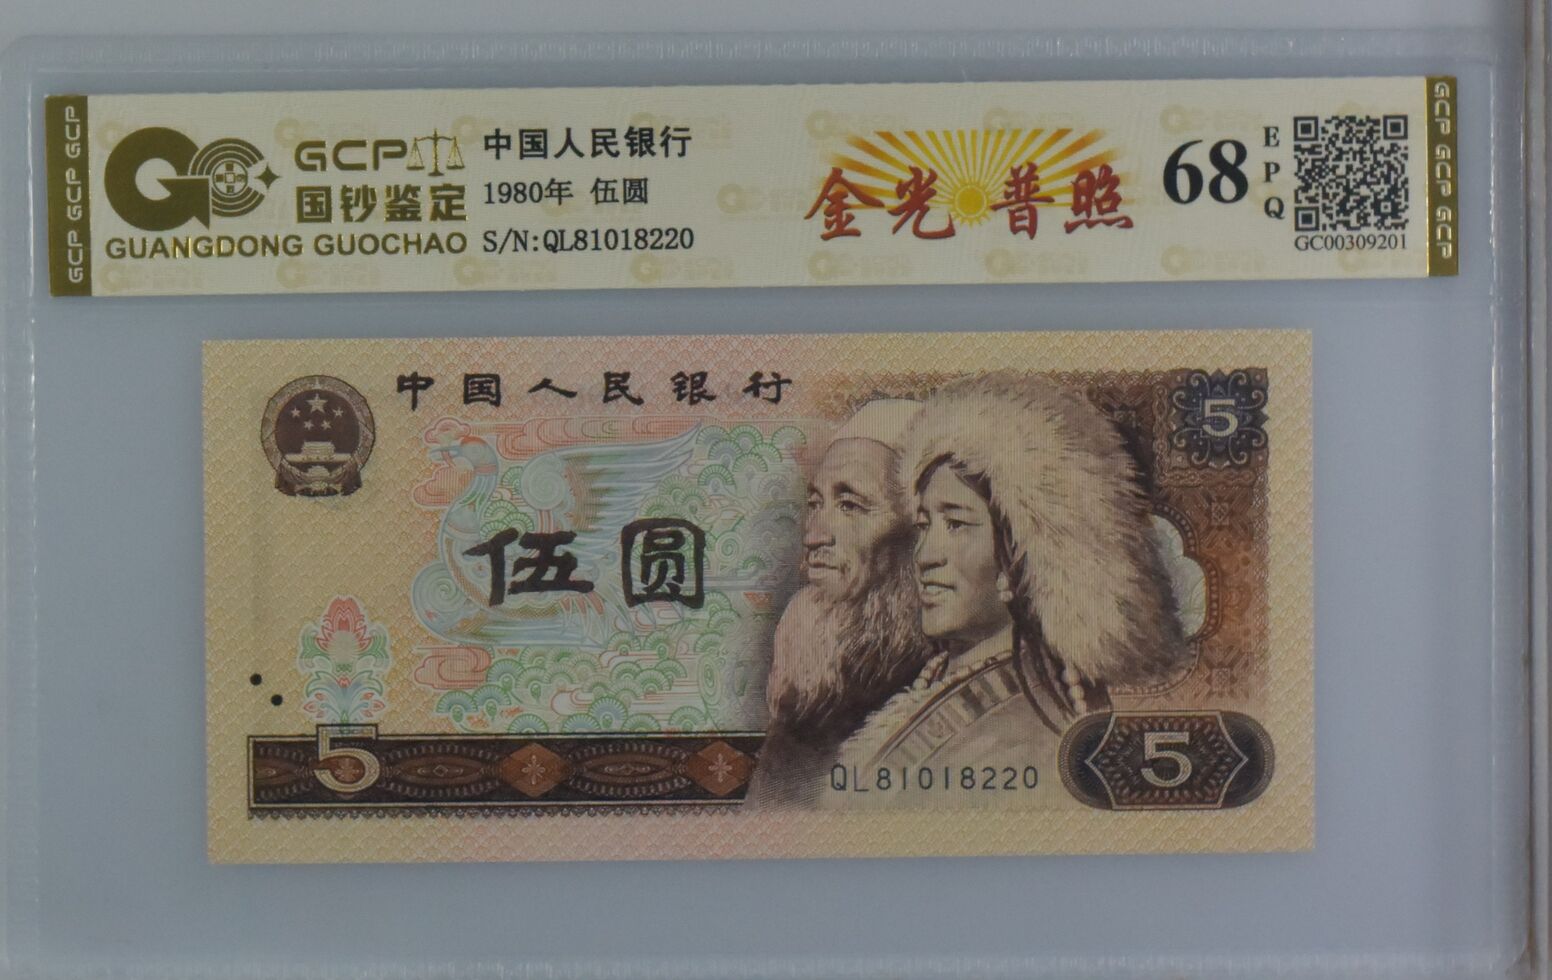 GCP GCP GCP
GCP
国钞鉴定
GUANGDONG GUOCHAO
中国人民银行
1980年 伍圆
S/N:QL81018220
金光普照
68
EPQ
GC00309201
GCP GCP GCP
中国人民银行
5
伍圆
5
QL81018220
5